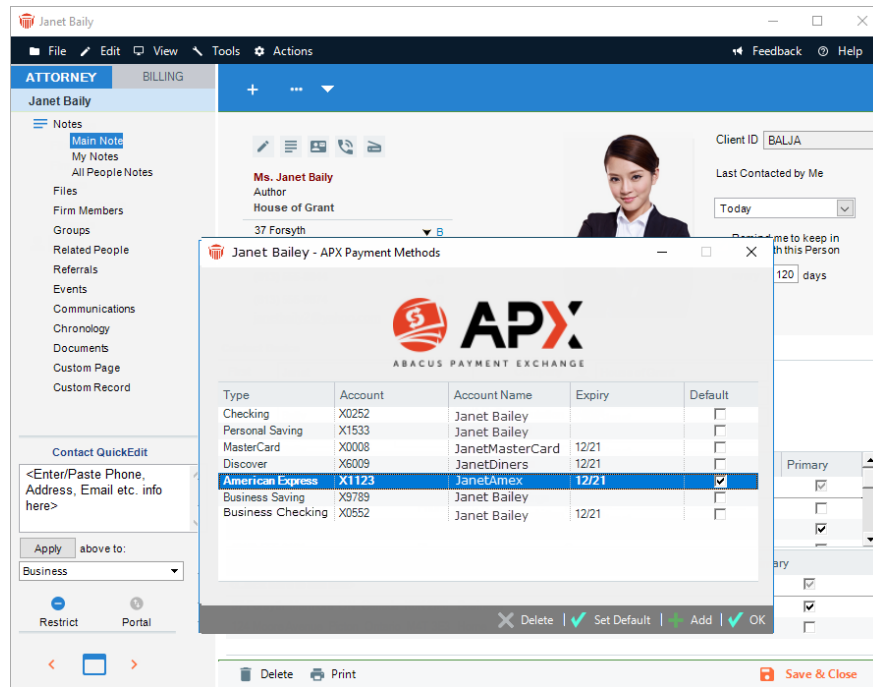 Janet Baily
File Edit View Tools Actions Feedback Help
ATTORNEY BILLING
Janet Baily
Notes
Main Note
My Notes
All People Notes
Files
Firm Members
Groups
Related People
Referrals
Events
Communications
Chronology
Documents
Custom Page
Custom Record
Contact QuickEdit
<Enter/Paste Phone,
Address, Email etc. info
here>
Apply above to:
Business
Restrict Portal
Ms. Janet Baily
Author
House of Grant
37 Forsyth B
Client ID BALJA
Last Contacted by Me
Today
me to keep in
this Person
120 days
Janet Bailey - APX Payment Methods
APX
ABACUS PAYMENT EXCHANGE
Type Account Account Name Expiry Default
Checking X0252 Janet Bailey
Personal Saving X1533 Janet Bailey
MasterCard X0008 JanetMasterCard 12/21
Discover X6009 JanetDiners 12/21
American Express X1123 JanetAmex 12/21
Business Saving X9789 Janet Bailey
Business Checking X0552 Janet Bailey 12/21
Delete Set Default Add OK
Primary
ary
Delete Print Save & Close